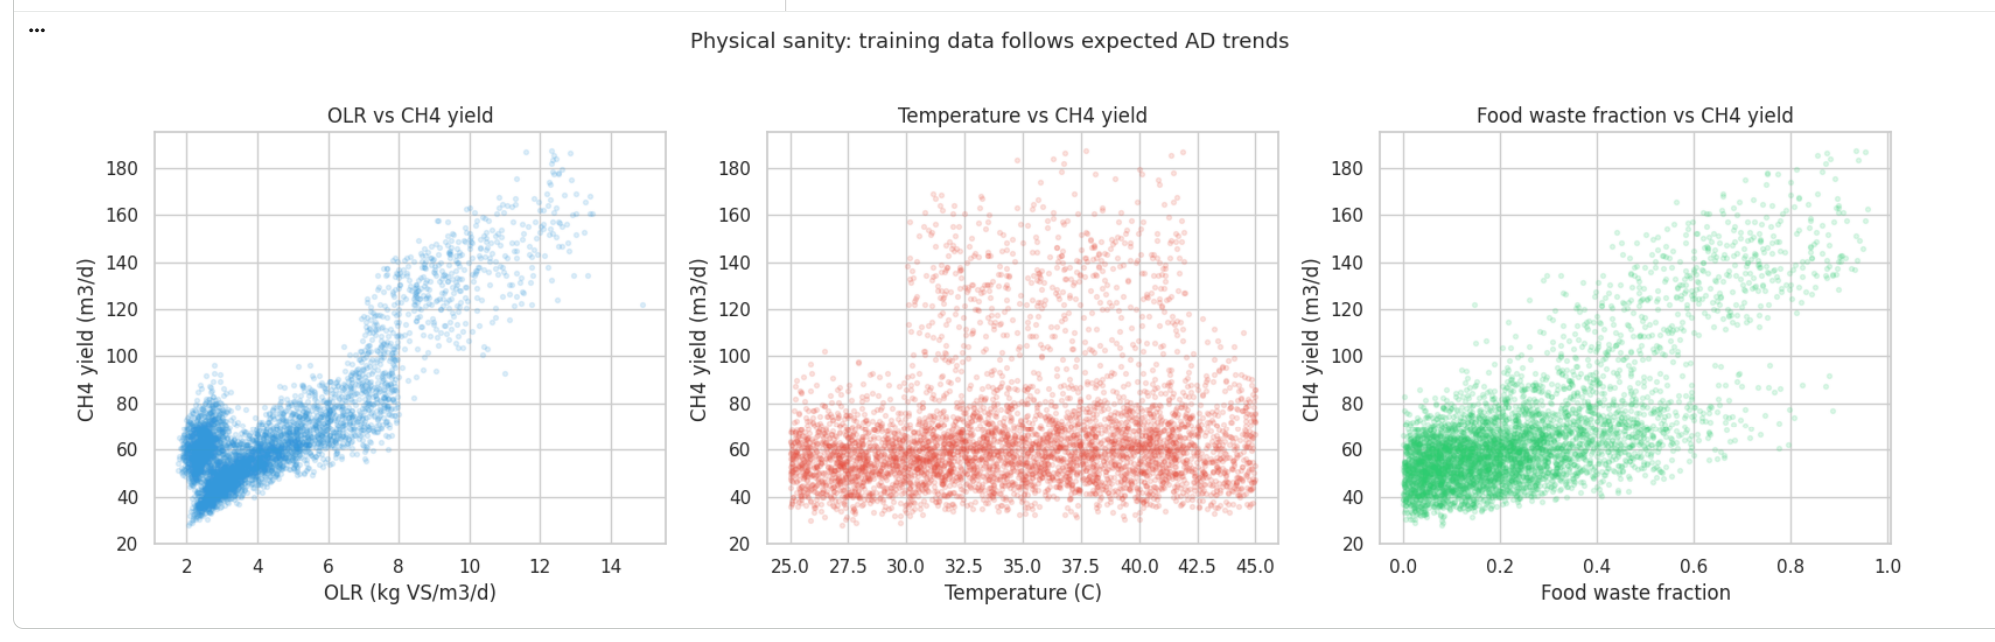 ...
Physical sanity: training data follows expected AD trends
OLR vs CH4 yield
CH4 yield (m3/d)
180
160
140
120
100
80
60
40
20
2 4 6 8 10 12 14
OLR (kg VS/m3/d)
Temperature vs CH4 yield
CH4 yield (m3/d)
180
160
140
120
100
80
60
40
20
25.0 27.5 30.0 32.5 35.0 37.5 40.0 42.5 45.0
Temperature (C)
Food waste fraction vs CH4 yield
CH4 yield (m3/d)
180
160
140
120
100
80
60
40
20
0.0 0.2 0.4 0.6 0.8 1.0
Food waste fraction